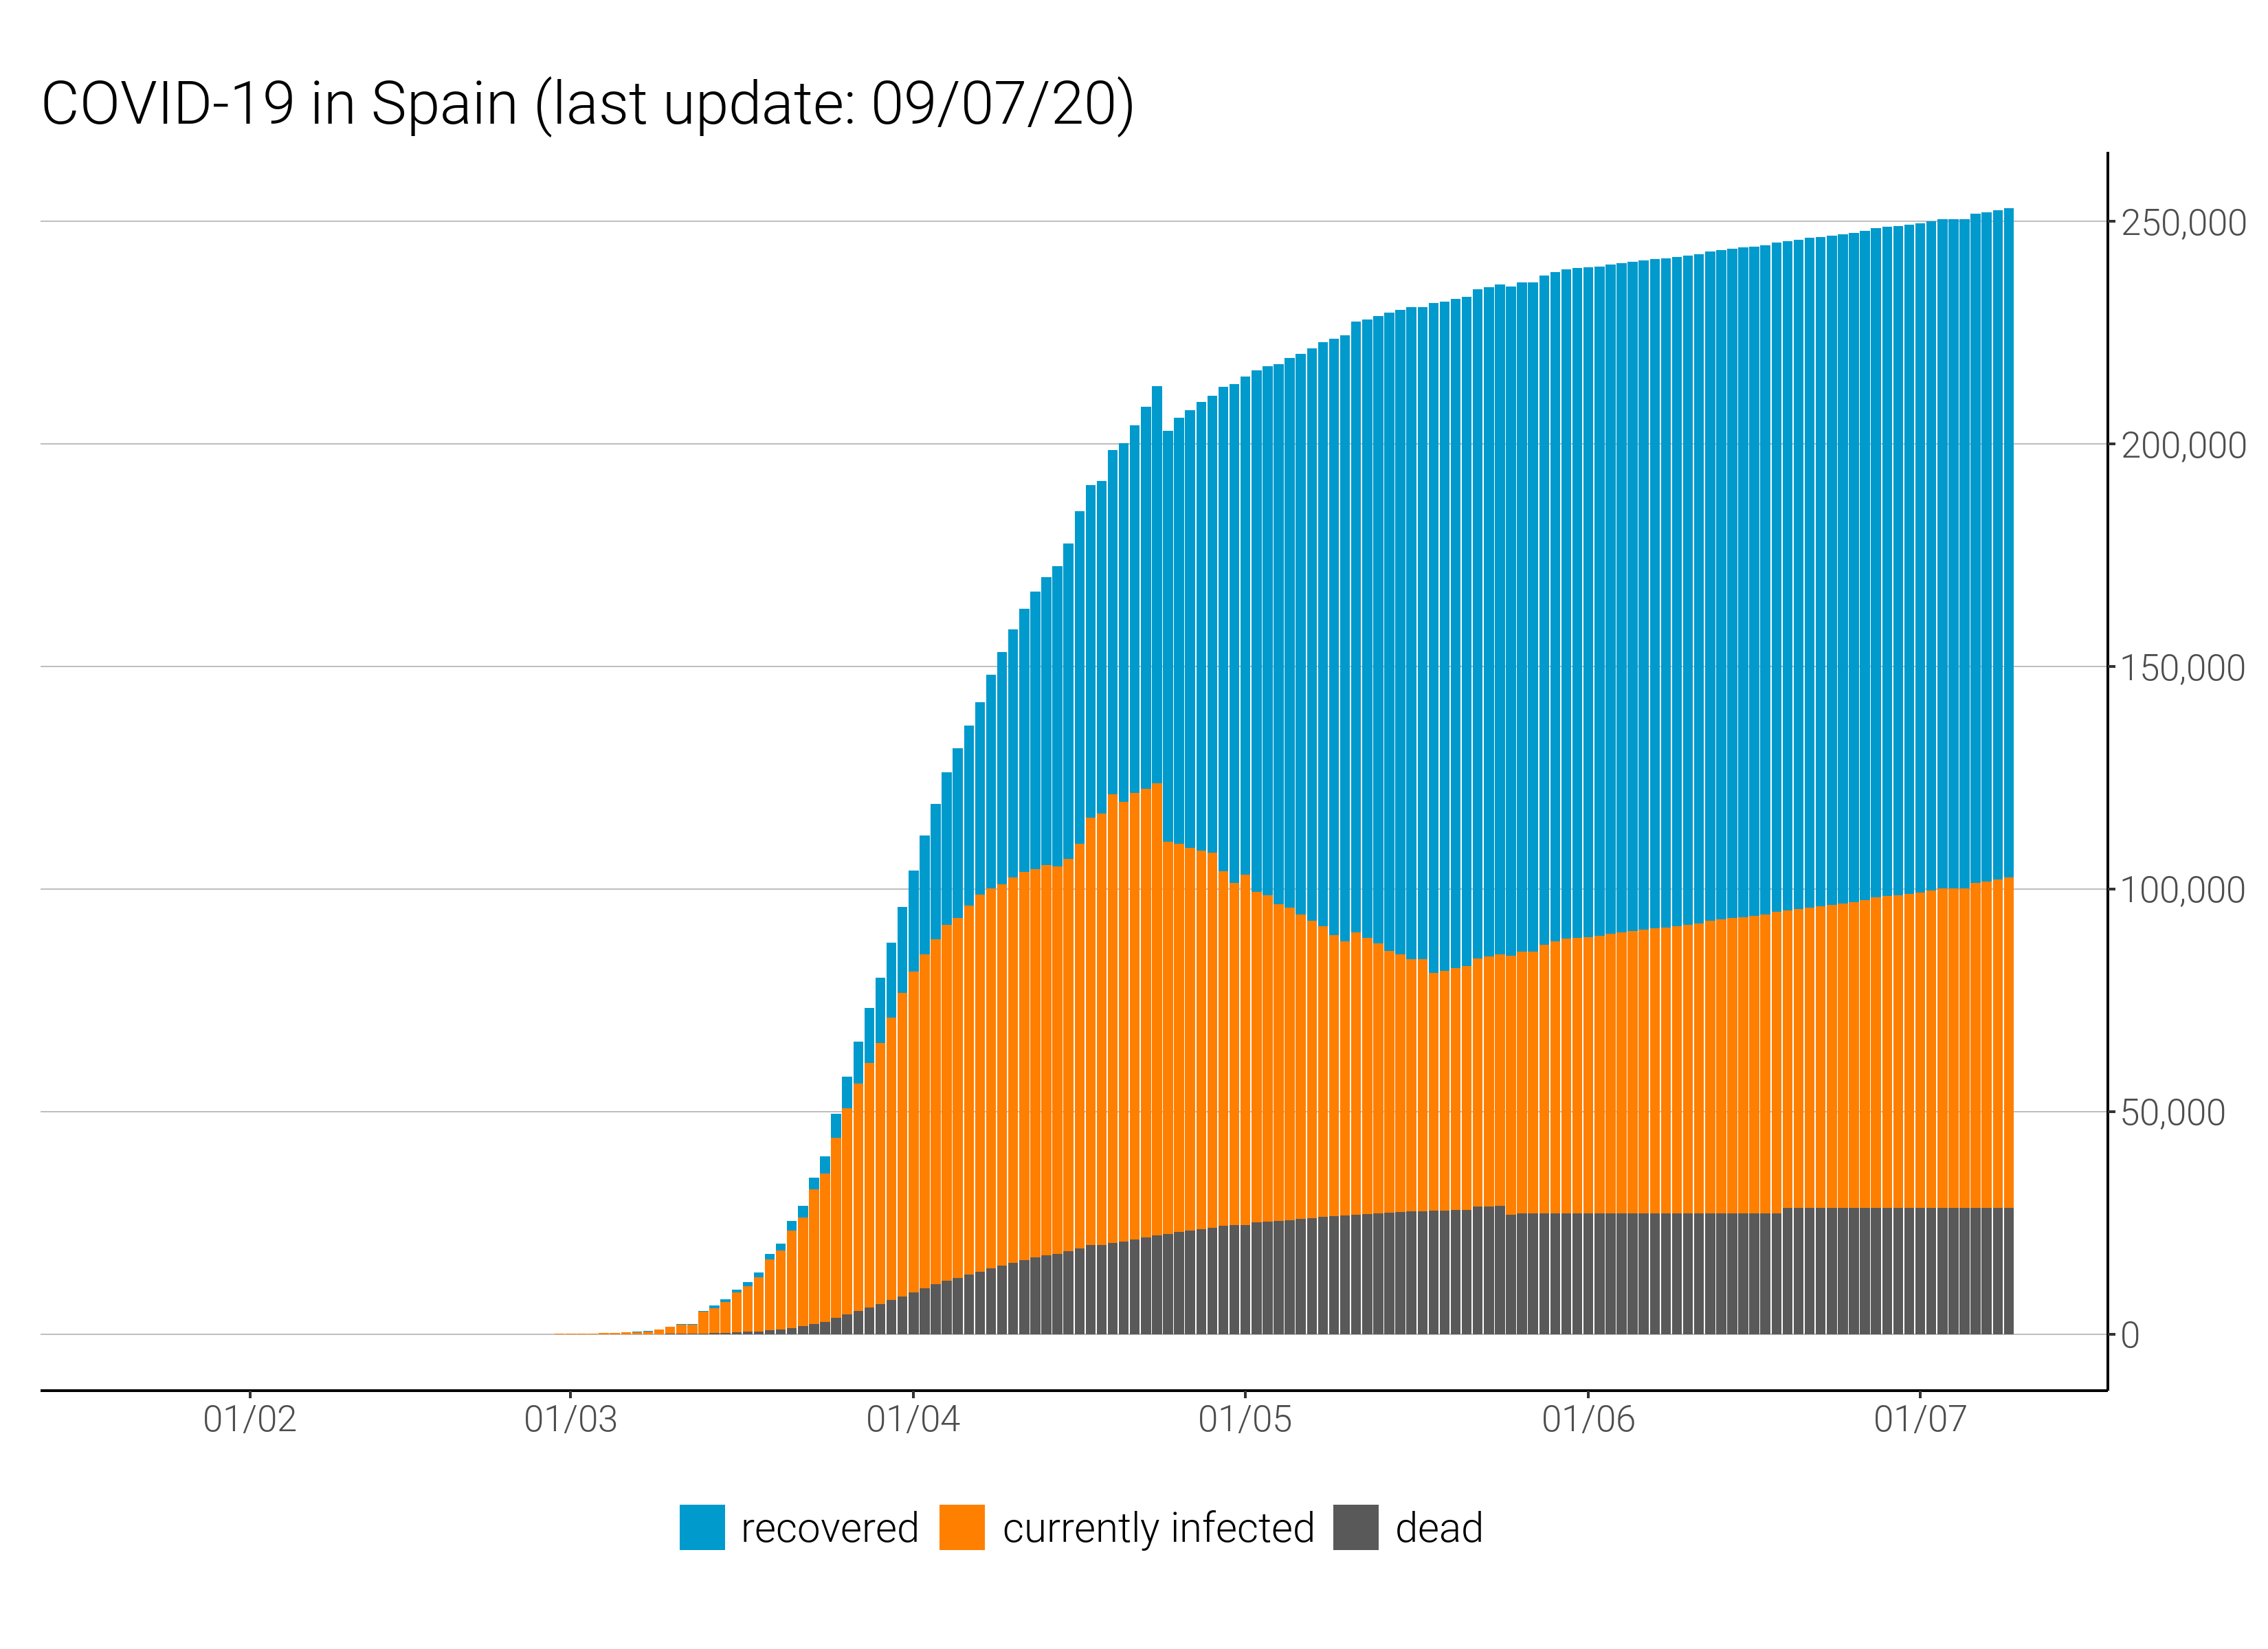 COVID-19 in Spain (last update: 09/07/20)
250,000
200,000
150,000
100,000
50,000
0
01/02 01/03 01/04 01/05 01/06 01/07
recovered currently infected dead